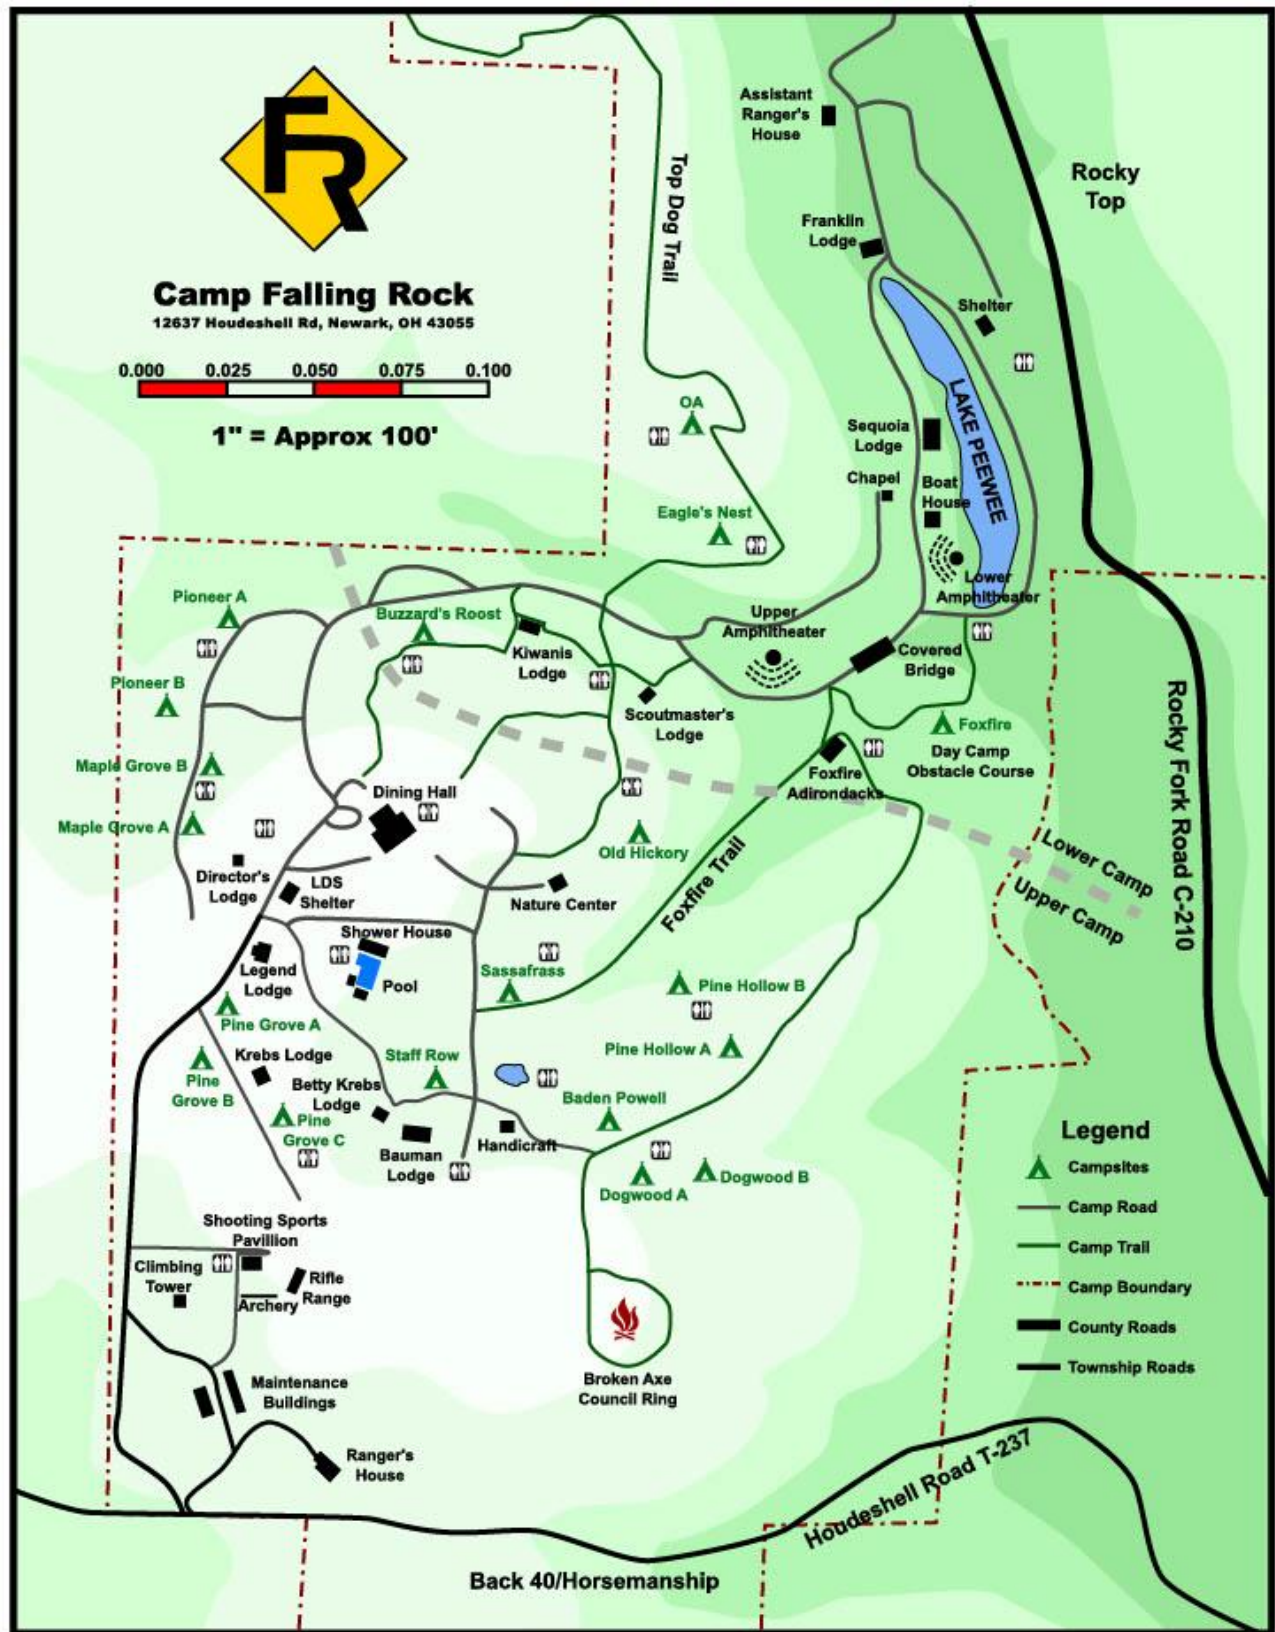 FR
Camp Falling Rock
12637 Houdeshell Rd, Newark, OH 43055
0.000 0.025 0.050 0.075 0.100
1" = Approx 100'
Assistant
Ranger's
House
Rocky
Top
Top Dog Trail
Franklin
Lodge
Shelter
OA
LAKE PEEWEE
Sequoia
Lodge
Chapel
Boat
House
Eagle's Nest
Lower
Amphitheater
Pioneer A
Buzzard's Roost
Upper
Amphitheater
Kiwanis
Lodge
Covered
Bridge
Pioneer B
Scoutmaster's
Lodge
Foxfire
Day Camp
Obstacle Course
Rocky Fork Road C-210
Maple Grove B
Foxfire
Adirondacks
Dining Hall
Maple Grove A
Old Hickory
Foxfire Trail
Lower Camp
Upper Camp
Director's
Lodge
LDS
Shelter
Nature Center
Shower House
Legend
Lodge
Pool
Sassafrass
Pine Hollow B
Pine Grove A
Pine Hollow A
Krebs Lodge
Staff Row
Pine
Grove B
Betty Krebs
Lodge
Baden Powell
Pine
Grove C
Bauman
Lodge
Handicraft
Dogwood A
Dogwood B
Shooting Sports
Pavillion
Climbing
Tower
Rifle
Range
Archery
Broken Axe
Council Ring
Maintenance
Buildings
Ranger's
House
Legend
Campsites
Camp Road
Camp Trail
Camp Boundary
County Roads
Township Roads
Houdeshell Road T-237
Back 40/Horsemanship